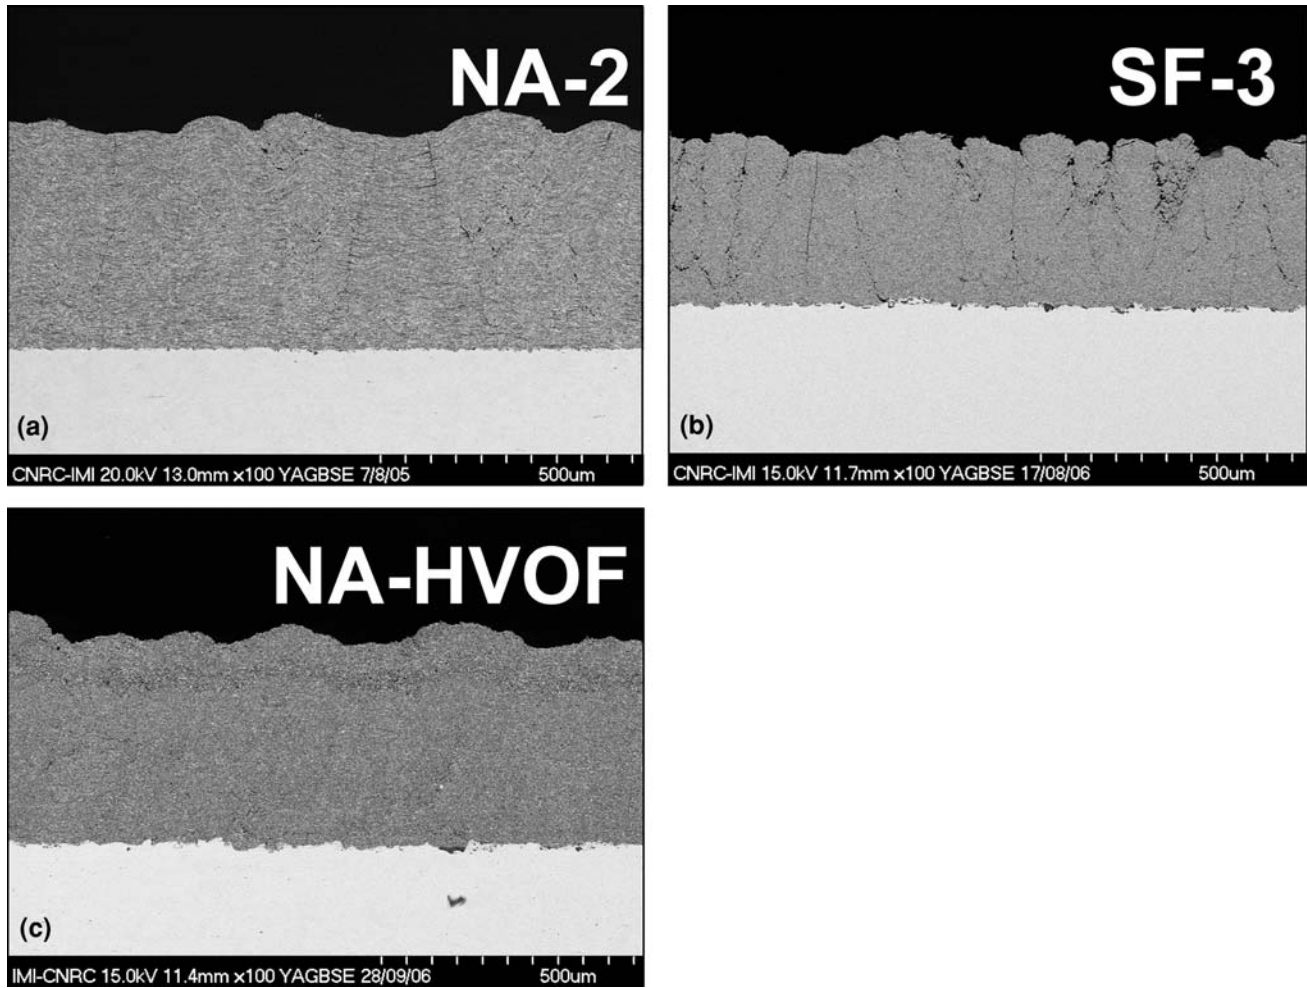 NA-2
(a)
CNRC-IMI 20.0kV 13.0mm x100 YAGBSE 7/8/05 500um
SF-3
(b)
CNRC-IMI 15.0kV 11.7mm x100 YAGBSE 17/08/06 500um
NA-HVOF
(c)
IMI-CNRC 15.0kV 11.4mm x100 YAGBSE 28/09/06 500um